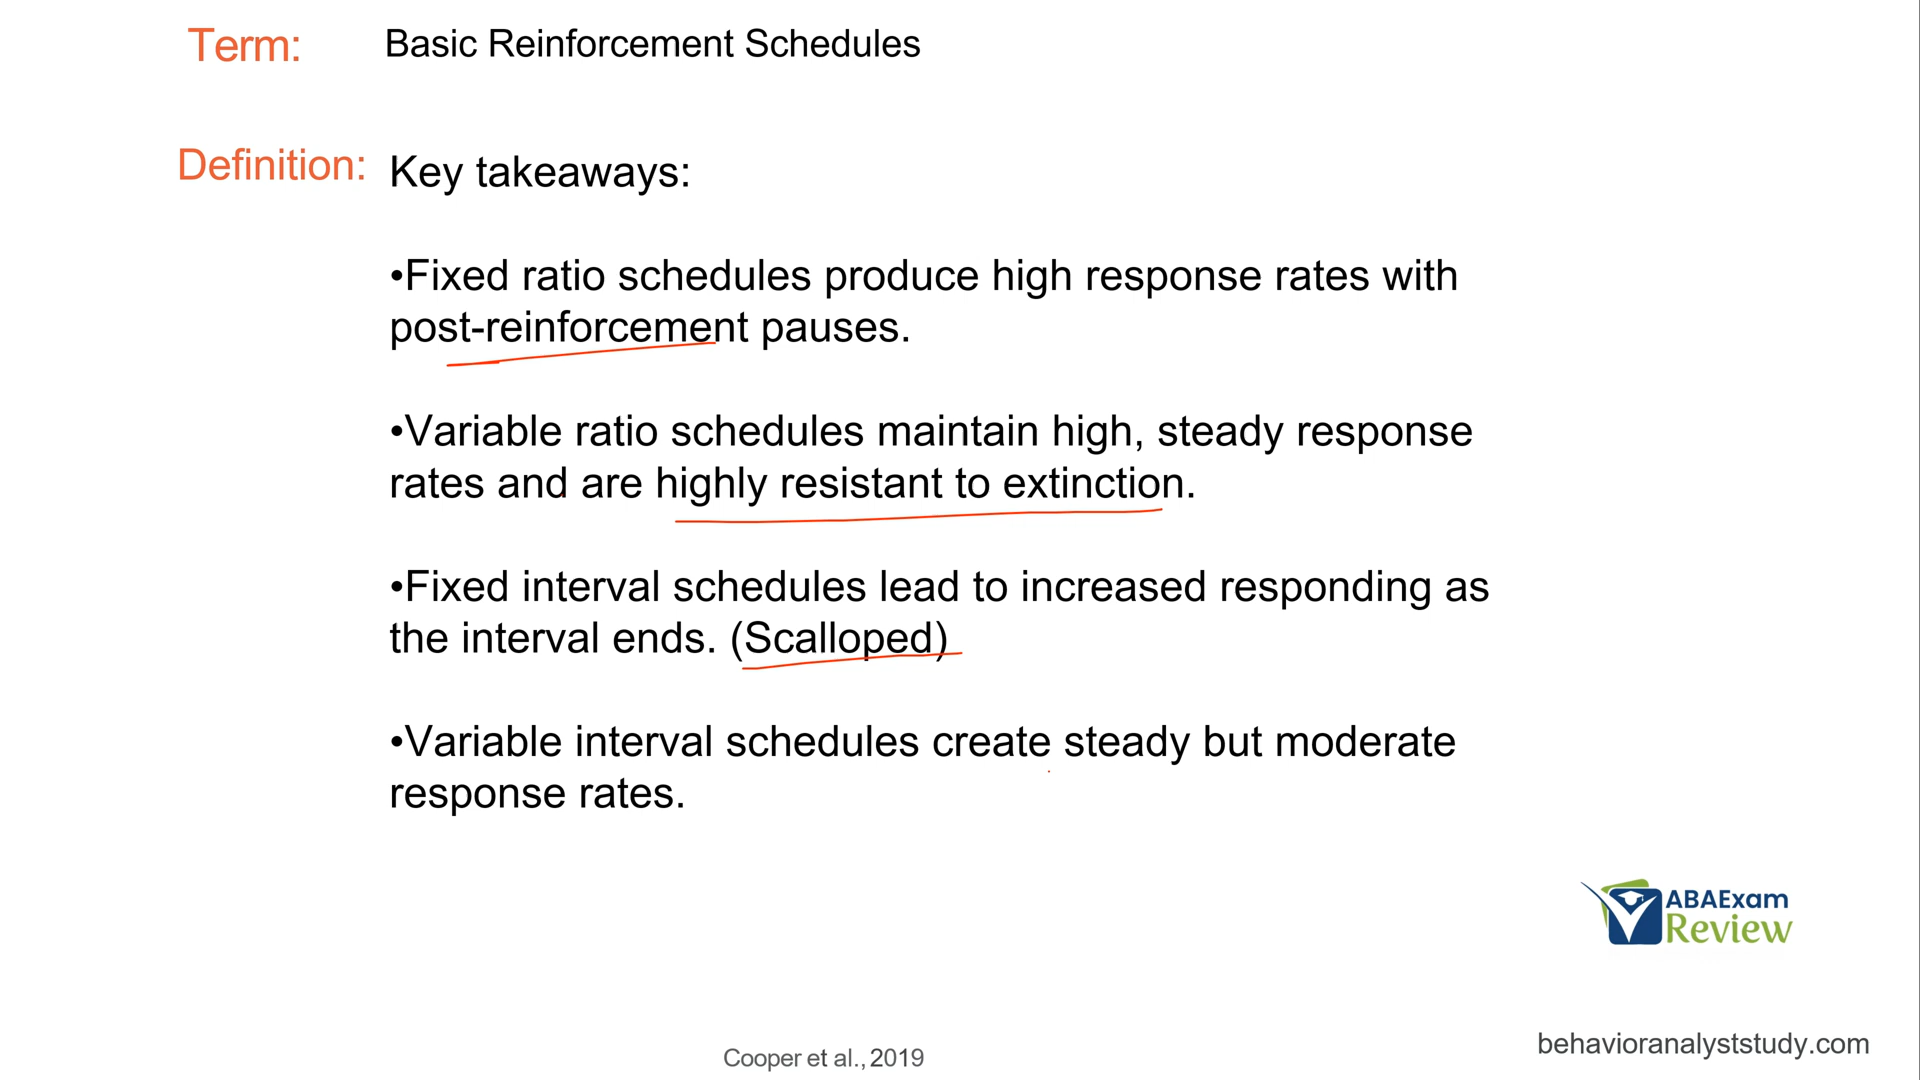 Term: Basic Reinforcement Schedules
Definition: Key takeaways:
•Fixed ratio schedules produce high response rates with
post-reinforcement pauses.
•Variable ratio schedules maintain high, steady response
rates and are highly resistant to extinction.
•Fixed interval schedules lead to increased responding as
the interval ends. (Scalloped)
•Variable interval schedules create steady but moderate
response rates.
ABAExam
Review
Cooper et al., 2019
behavioranalyststudy.com